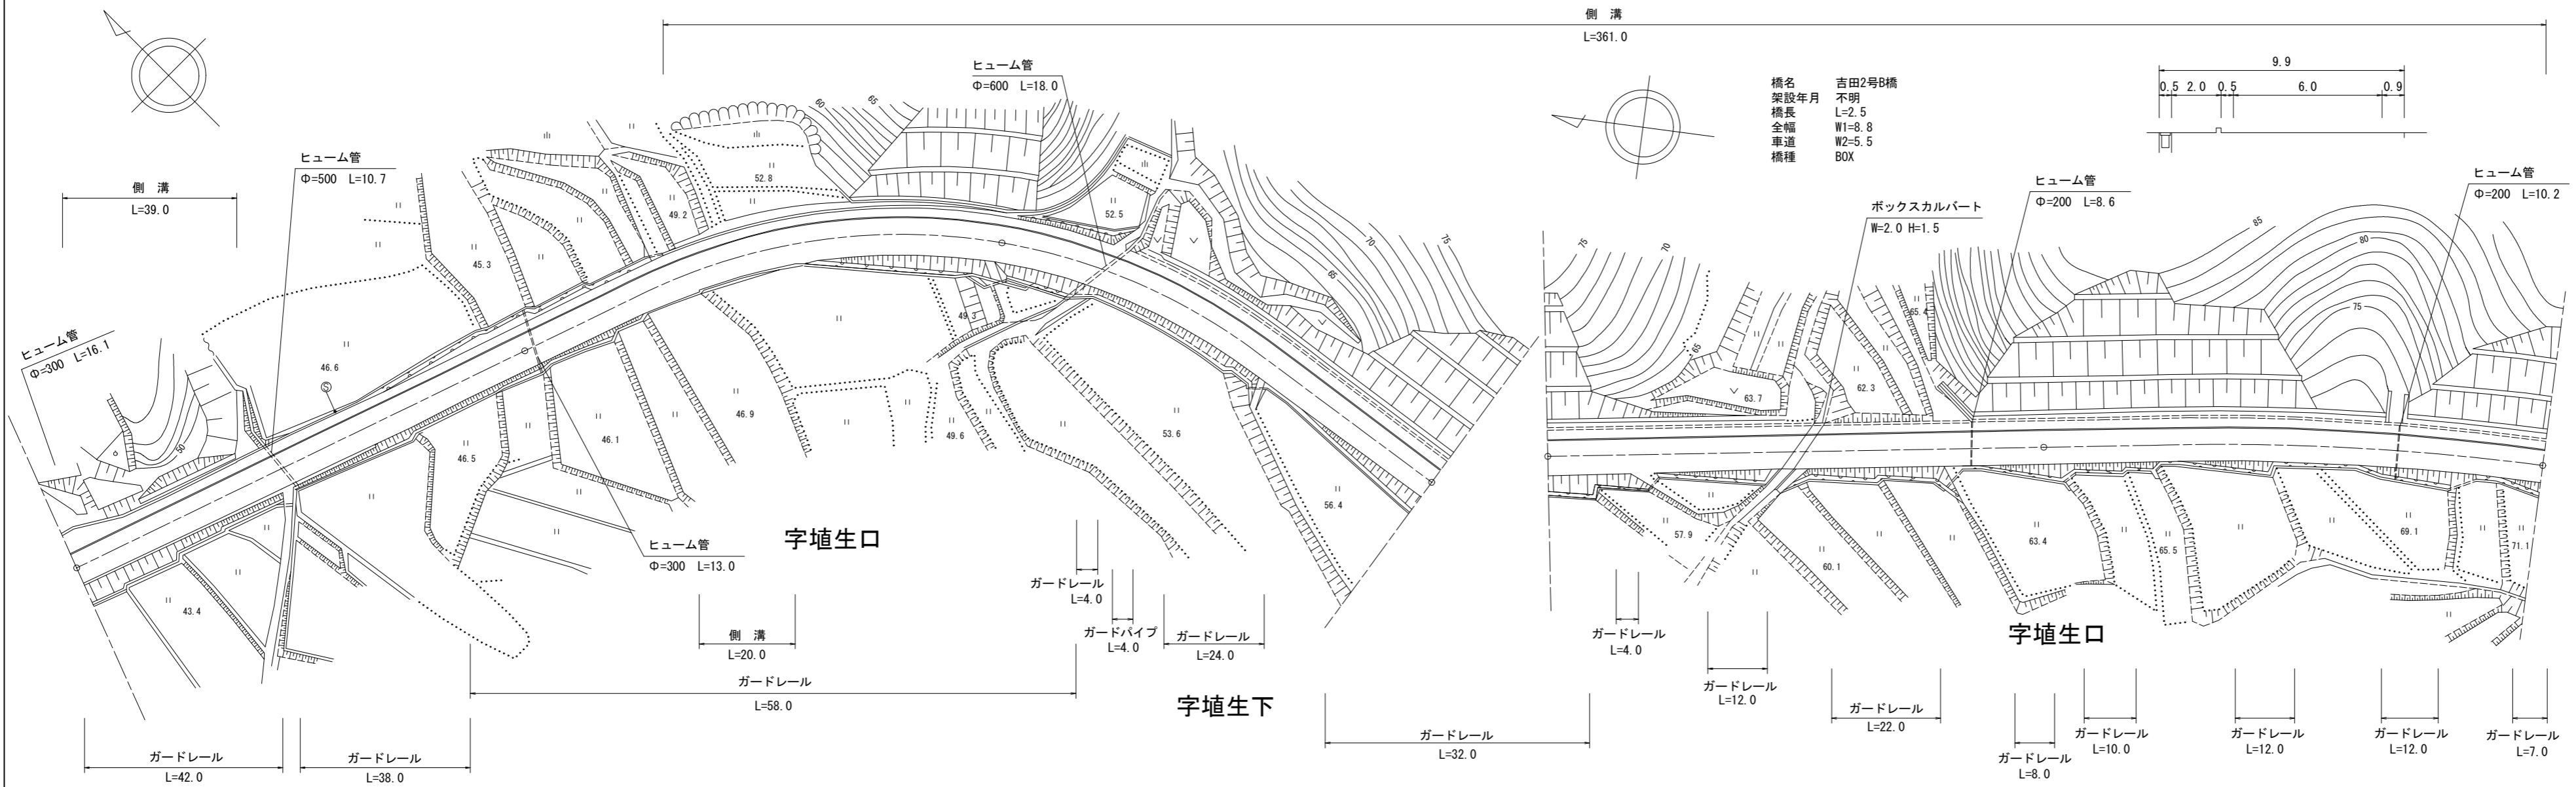 側 溝
L=361.0
ヒューム管
Φ=600 L=18.0
橋名 吉田2号B橋
架設年月 不明
橋長 L=2.5
全幅 W1=8.8
車道 W2=5.5
橋種 BOX
9.9
0.5 2.0 0.5 6.0 0.9
ヒューム管
Φ=500 L=10.7
側 溝
L=39.0
ヒューム管
Φ=300 L=16.1
ボックスカルバート
W=2.0 H=1.5
ヒューム管
Φ=200 L=8.6
ヒューム管
Φ=200 L=10.2
60
65
52.8
49.2
52.5
45.3
46.6
S
50
49.3
46.9
46.1
46.5
49.6
53.6
56.4
43.4
70
75
65
75
70
65
63.7
62.3
65.4
85
80
75
57.9
60.1
63.4
65.5
69.1
71.1
字埴生口
ヒューム管
Φ=300 L=13.0
ガードレール
L=4.0
ガードパイプ
L=4.0
ガードレール
L=24.0
側 溝
L=20.0
ガードレール
L=58.0
字埴生下
ガードレール
L=42.0
ガードレール
L=38.0
ガードレール
L=32.0
字埴生口
ガードレール
L=4.0
ガードレール
L=12.0
ガードレール
L=22.0
ガードレール
L=8.0
ガードレール
L=10.0
ガードレール
L=12.0
ガードレール
L=12.0
ガードレール
L=7.0